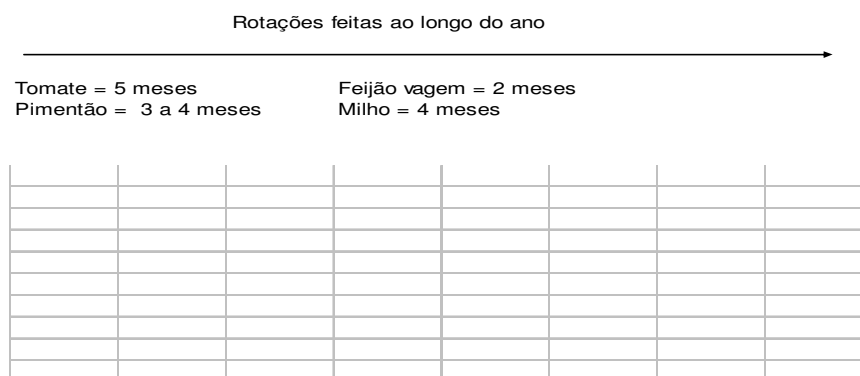 Rotações feitas ao longo do ano
Tomate = 5 meses
Pimentão = 3 a 4 meses
Feijão vagem = 2 meses
Milho = 4 meses